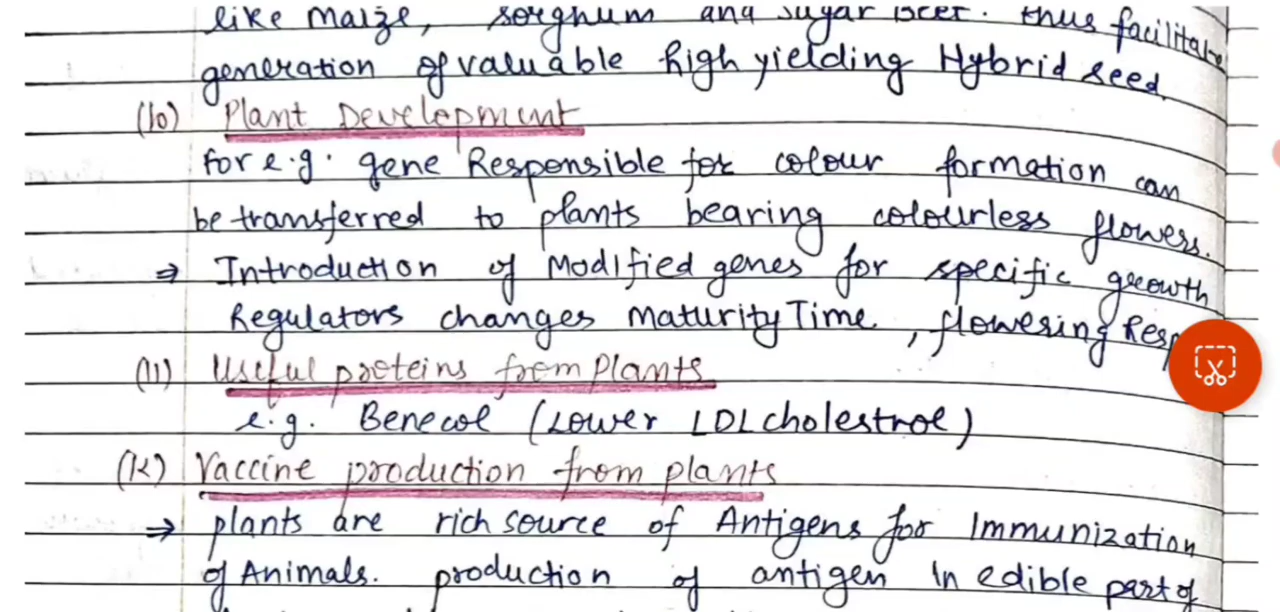 like Maize, sorghum and sugar Beet. thus facilitate
generation of valuable high yielding Hybrid seed
(10) Plant Development
For e.g. gene Responsible for colour formation can
be transferred to plants bearing colourless flowers.
⇒ Introduction of Modified genes for specific growth
Regulators changes Maturity Time, flowering Resp
(11) Useful proteins from Plants
e.g. Benecol (Lower LDL cholestrol)
(12) Vaccine production from plants
→ plants are rich source of Antigens for Immunization
of Animals. production of antigen In edible part of